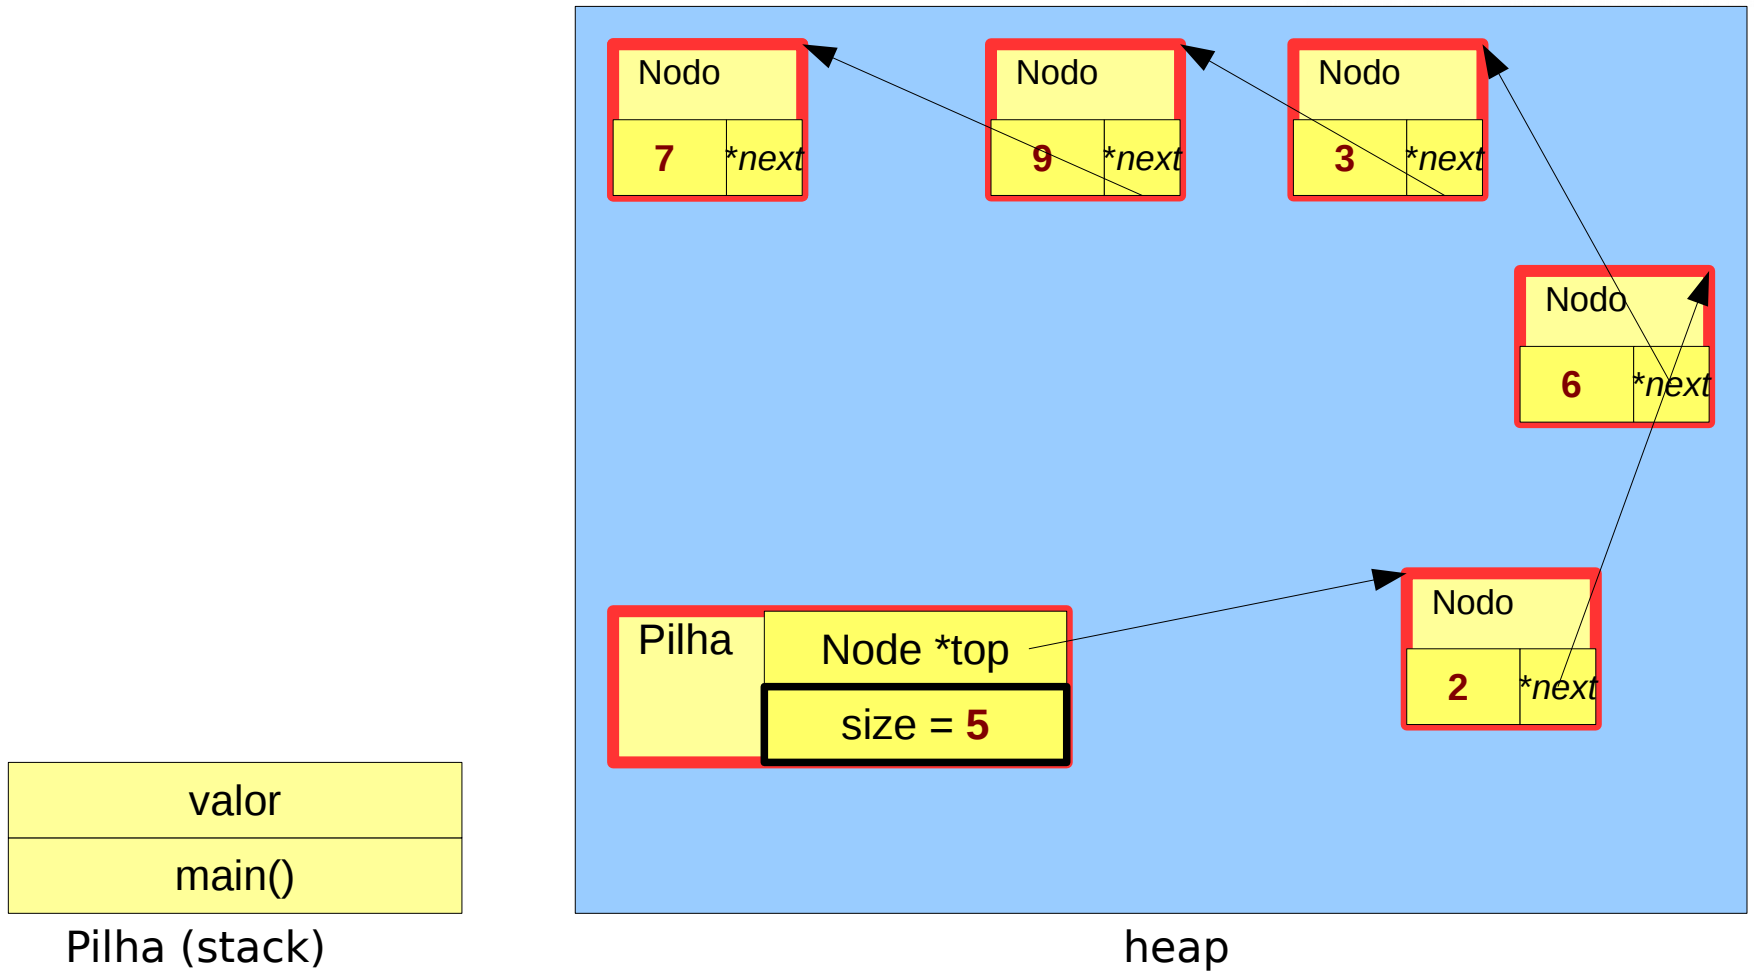 Nodo
7 *next
Nodo
9 *next
Nodo
3 *next
Nodo
6 *next
Pilha
Node *top
size = 5
Nodo
2 *next
valor
main()
Pilha (stack)
heap